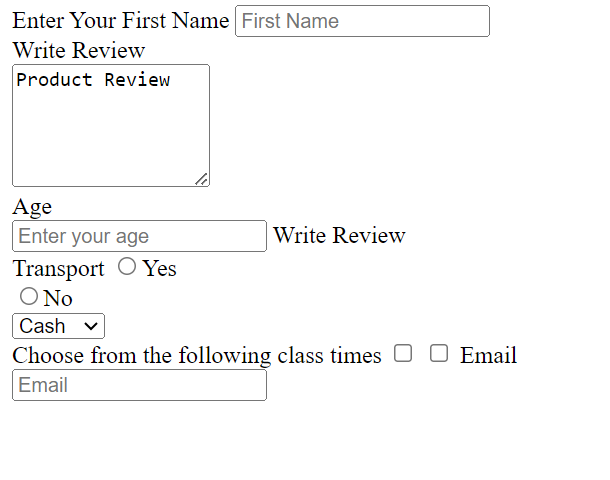 Enter Your First Name First Name
Write Review
Product Review
Age
Enter your age Write Review
Transport Yes
No
Cash
Choose from the following class times Email
Email